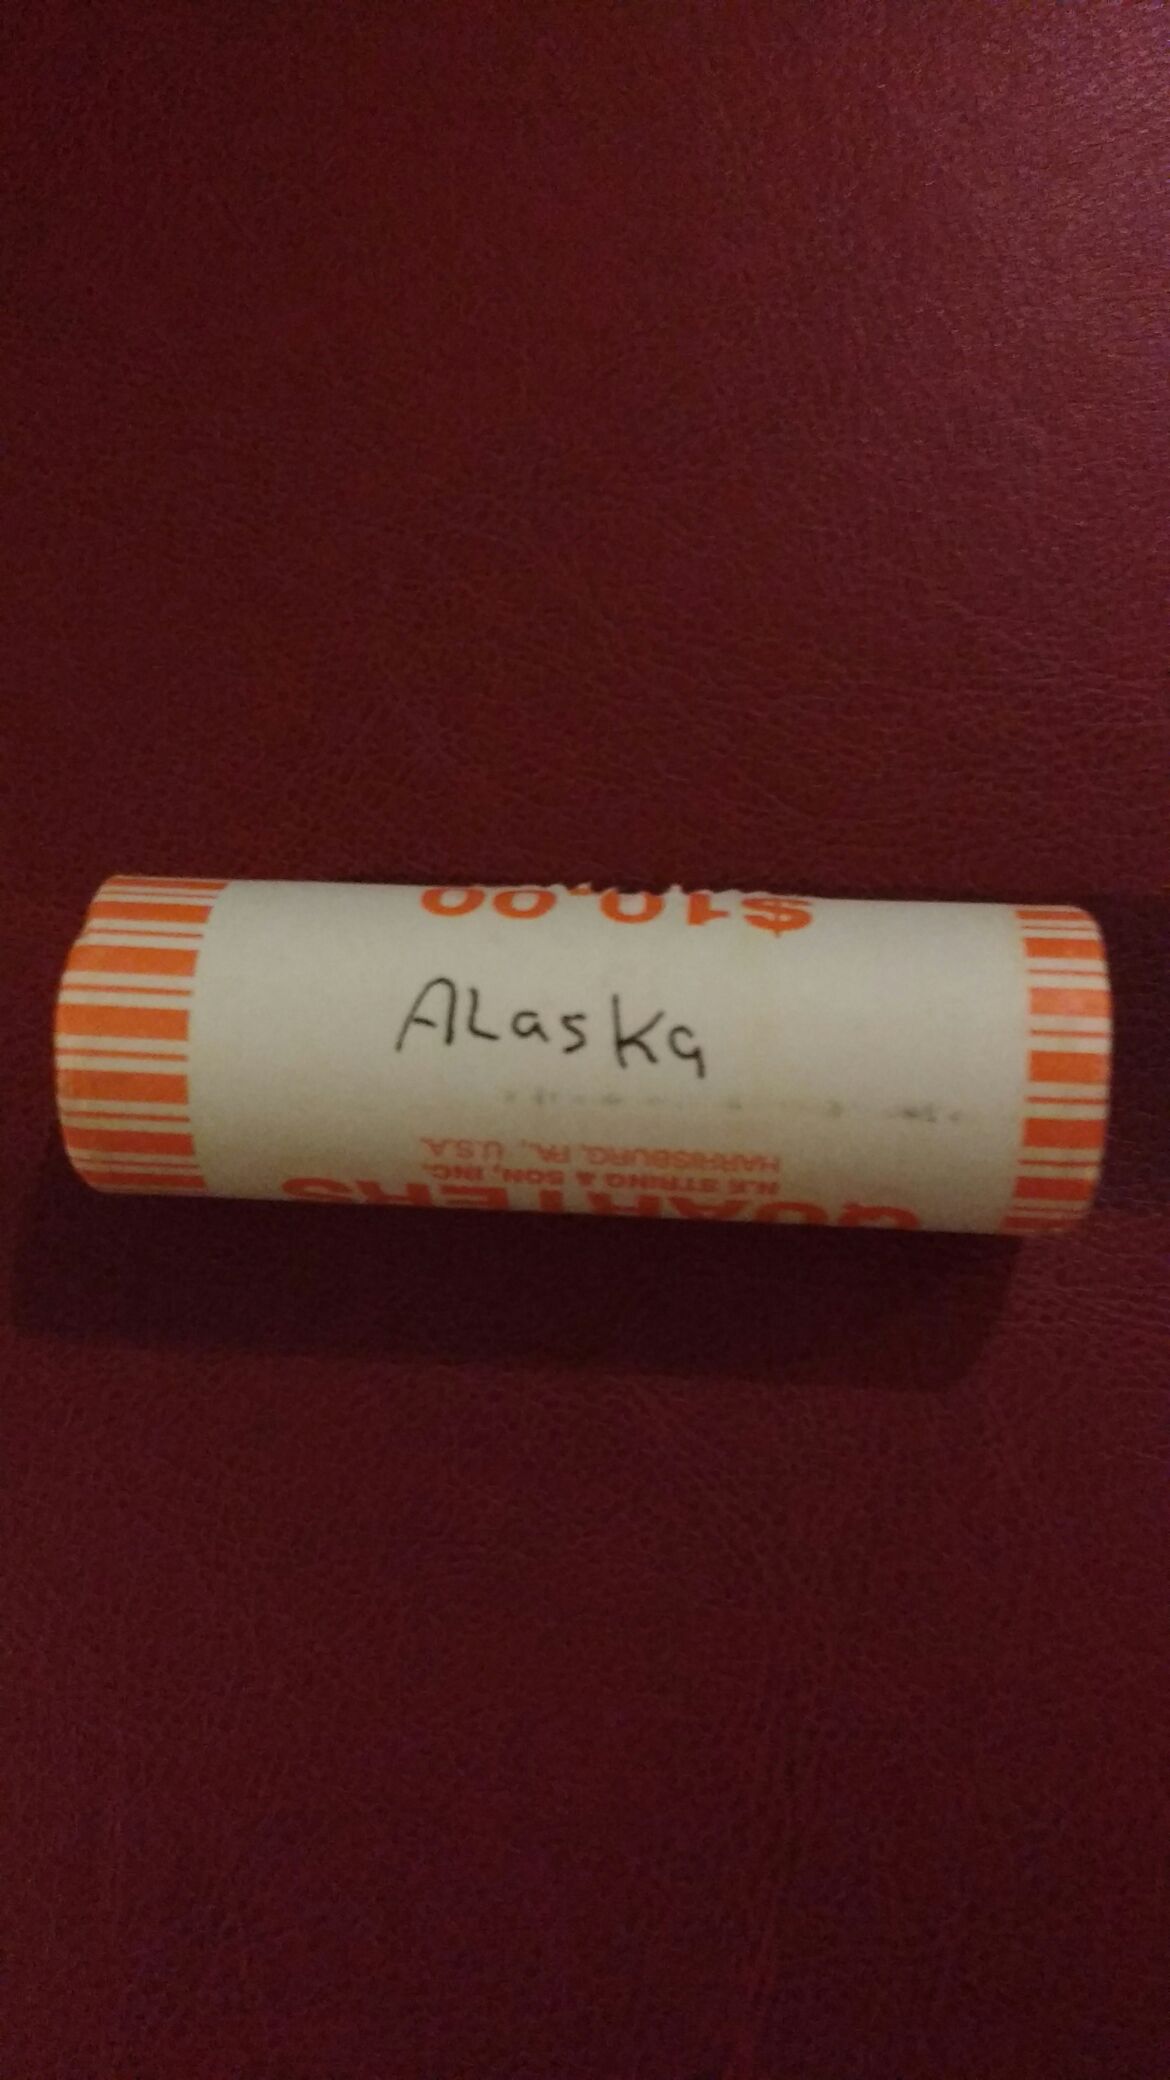 $10.00
ALaska
QUARTERS
N.F. STRING & SON, INC.
HARRISBURG, PA., U.S.A.